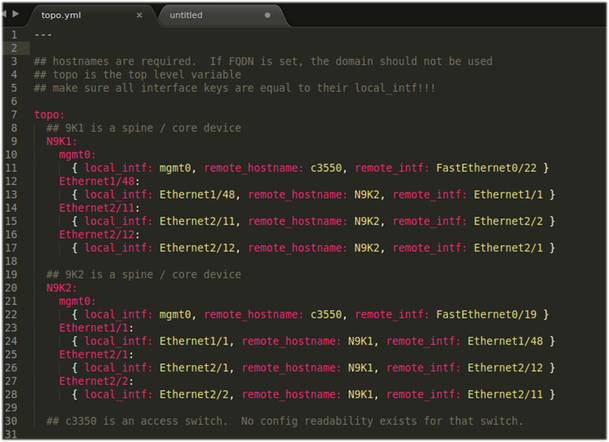 topo.yml × untitled
1 ---
2
3 ## hostnames are required.  If FQDN is set, the domain should not be used
4 ## topo is the top level variable
5 ## make sure all interface keys are equal to their local_intf!!!
6
7 topo:
8   ## 9K1 is a spine / core device
9   N9K1:
10     mgmt0:
11       { local_intf: mgmt0, remote_hostname: c3550, remote_intf: FastEthernet0/22 }
12     Ethernet1/48:
13       { local_intf: Ethernet1/48, remote_hostname: N9K2, remote_intf: Ethernet1/1 }
14     Ethernet2/11:
15       { local_intf: Ethernet2/11, remote_hostname: N9K2, remote_intf: Ethernet2/2 }
16     Ethernet2/12:
17       { local_intf: Ethernet2/12, remote_hostname: N9K2, remote_intf: Ethernet2/1 }
18
19   ## 9K2 is a spine / core device
20   N9K2:
21     mgmt0:
22       { local_intf: mgmt0, remote_hostname: c3550, remote_intf: FastEthernet0/19 }
23     Ethernet1/1:
24       { local_intf: Ethernet1/1, remote_hostname: N9K1, remote_intf: Ethernet1/48 }
25     Ethernet2/1:
26       { local_intf: Ethernet2/1, remote_hostname: N9K1, remote_intf: Ethernet2/12 }
27     Ethernet2/2:
28       { local_intf: Ethernet2/2, remote_hostname: N9K1, remote_intf: Ethernet2/11 }
29
30   ## c3350 is an access switch.  No config readability exists for that switch.
31